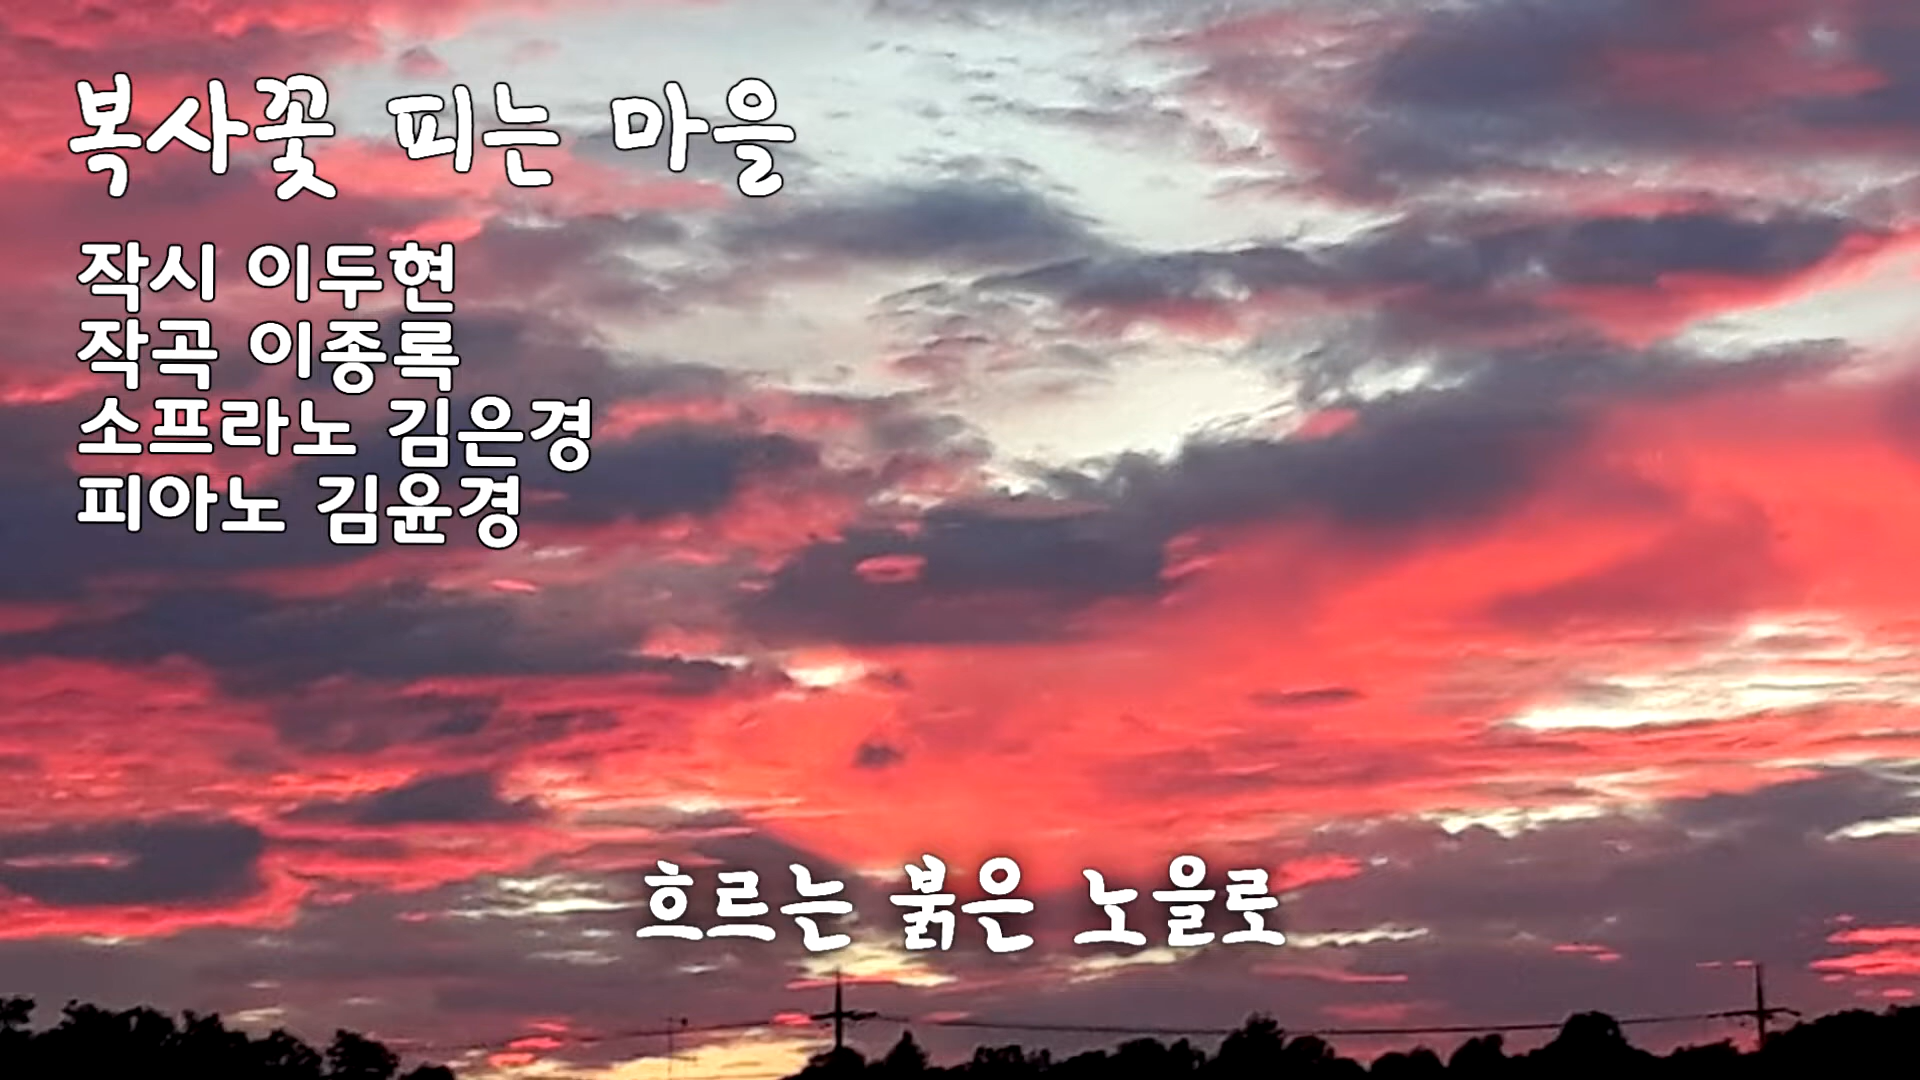 복사꽃 피는 마을
작시 이두현
작곡 이종록
소프라노 김은경
피아노 김윤경
흐르는 붉은 노을로